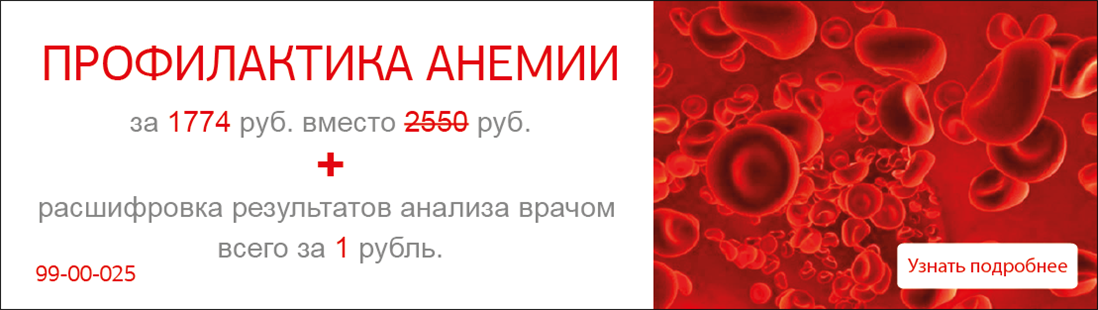 ПРОФИЛАКТИКА АНЕМИИ
за 1774 руб. вместо 2550 руб.
+
расшифровка результатов анализа врачом
всего за 1 рубль.
99-00-025
Узнать подробнее